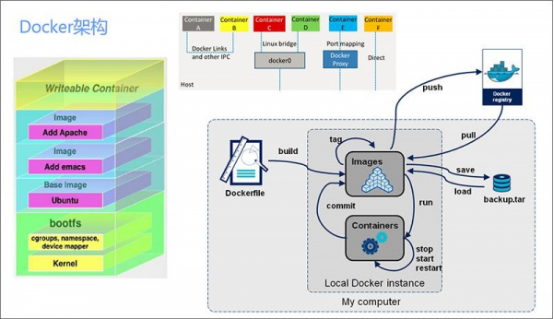 Docker架构
Container A
Container B
Container C
Container D
Container E
Container F
Docker Links and other IPC
Linux bridge
docker0
Port mapping
Docker Proxy
Direct
Host
Writeable Container
Image
Add Apache
Image
Add emacs
Base Image
Ubuntu
bootfs
cgroups, namespace,
device mapper
Kernel
Docker
registry
push
pull
build
tag
Images
Dockerfile
save
load
backup.tar
commit
run
Containers
stop
start
restart
Local Docker instance
My computer